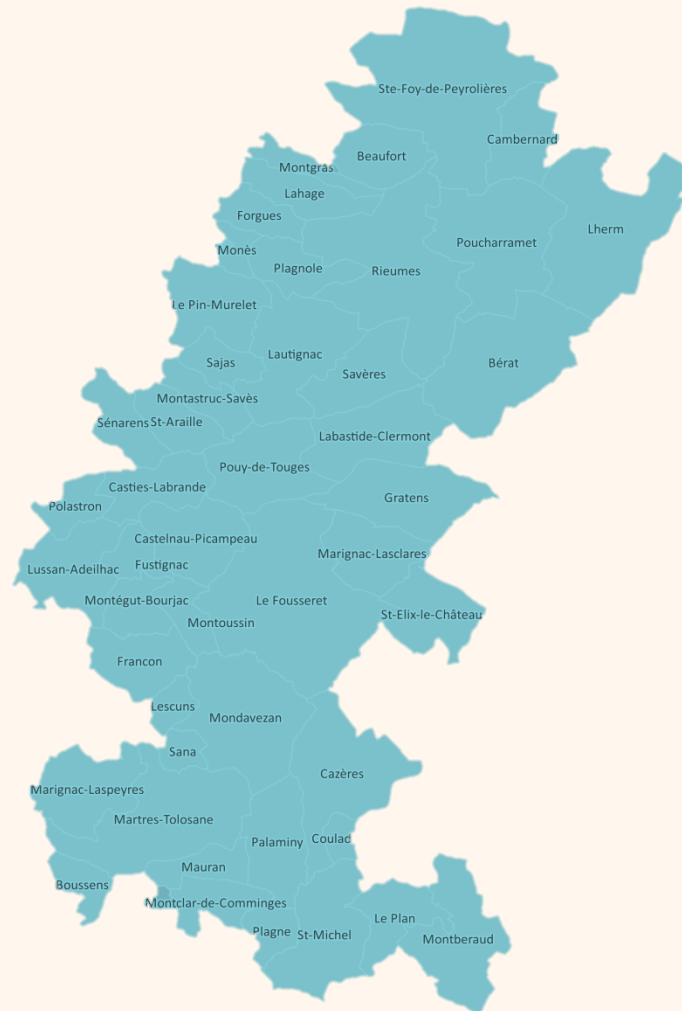 Ste-Foy-de-Peyrolières
Cambernard
Beaufort
Montgras
Lahage
Forgues
Lherm
Poucharramet
Monès
Plagnole
Rieumes
Le Pin-Murelet
Lautignac
Sajas
Bérat
Savères
Montastruc-Savès
Sénarens
St-Araille
Labastide-Clermont
Pouy-de-Touges
Casties-Labrande
Gratens
Polastron
Castelnau-Picampeau
Marignac-Lasclares
Fustignac
Lussan-Adeilhac
Montégut-Bourjac
Le Fousseret
St-Elix-le-Château
Montoussin
Francon
Lescuns
Mondavezan
Sana
Cazères
Marignac-Laspeyres
Martres-Tolosane
Palaminy
Coulad
Mauran
Boussens
Montclar-de-Comminges
Le Plan
Plagne
St-Michel
Montberaud